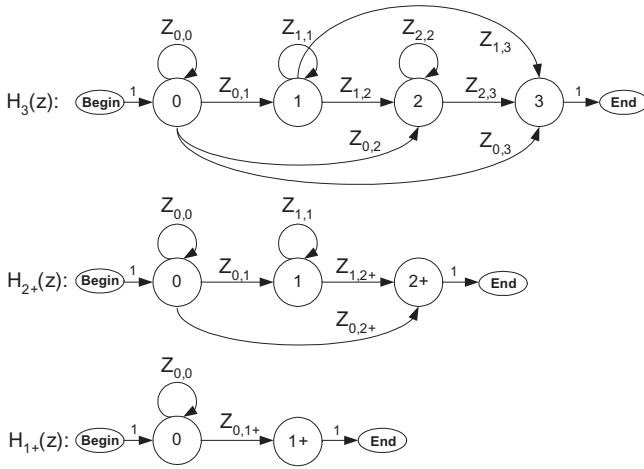 Z0,0 Z1,1 Z2,2 Z1,3
H3(z): Begin 1 0 Z0,1 1 Z1,2 2 Z2,3 3 1 End
Z0,2 Z0,3
Z0,0 Z1,1
H2+(z): Begin 1 0 Z0,1 1 Z1,2+ 2+ 1 End
Z0,2+
Z0,0
H1+(z): Begin 1 0 Z0,1+ 1+ 1 End